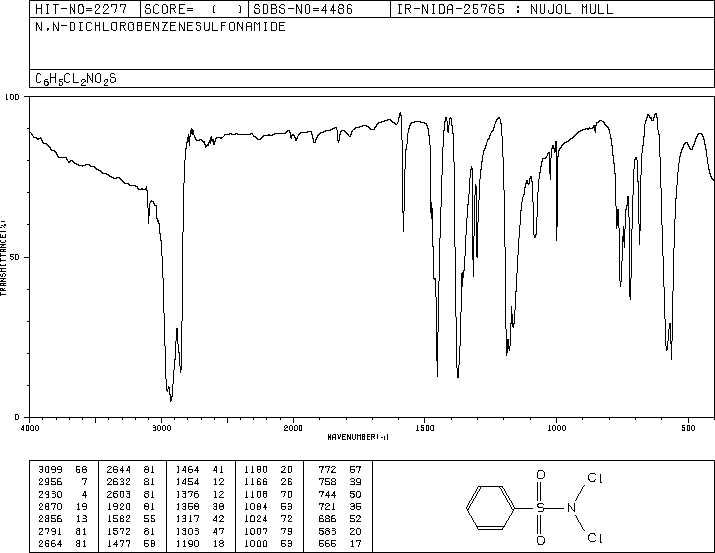 HIT-NO=2277 SCORE= ( ) SDBS-NO=4486 IR-NIDA-25765 : NUJOL MULL
N,N-DICHLOROBENZENESULFONAMIDE
C6H5CL2NO2S
100
50
0
TRANSMITTANCE(%)
4000 3000 2000 1500 1000 500
WAVENUMBER(-1)
3099 58 2644 81 1464 41 1180 20 772 57
2956 7 2632 81 1454 12 1166 26 758 39
2930 4 2603 81 1376 12 1108 70 744 50
2870 19 1920 81 1358 38 1084 53 721 35
2856 13 1582 55 1317 42 1024 72 686 52
2791 81 1572 81 1303 47 1007 79 583 20
2664 81 1477 58 1190 18 1000 53 565 17
O Cl
S N
O Cl